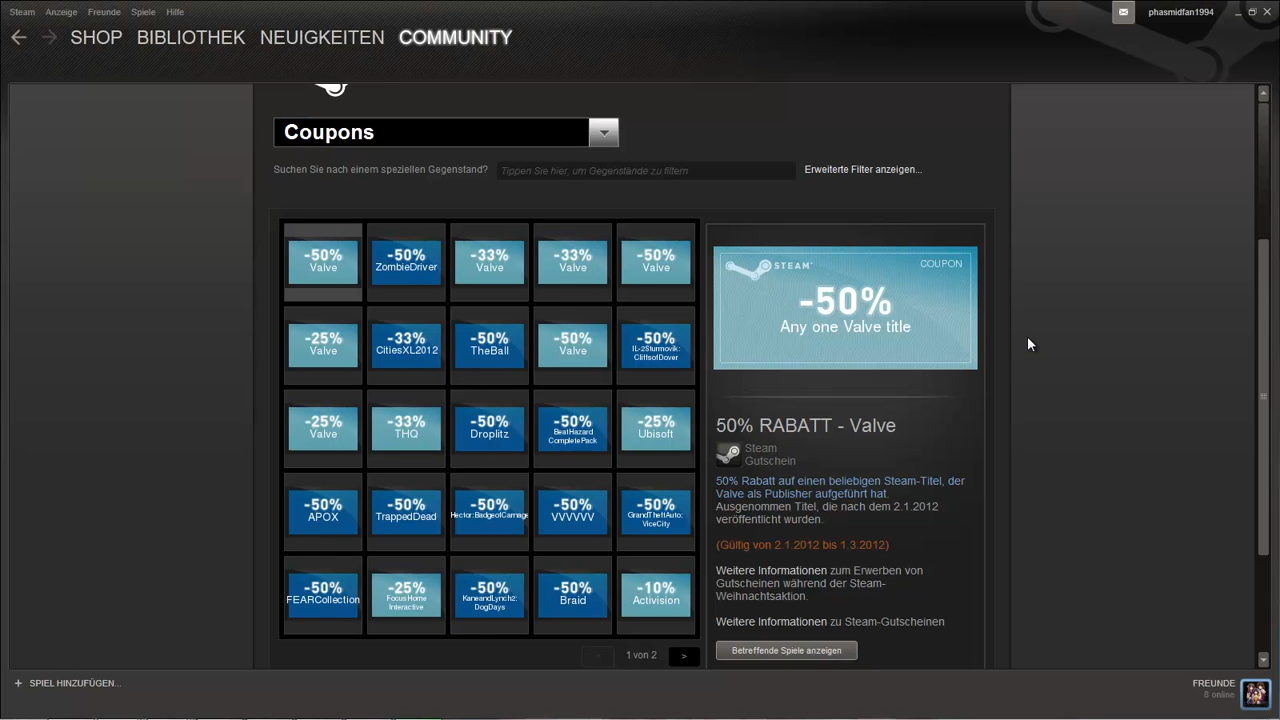 Steam Anzeige Freunde Spiele Hilfe
phasmidfan1994
SHOP BIBLIOTHEK NEUIGKEITEN COMMUNITY
Coupons
Suchen Sie nach einem speziellen Gegenstand? Tippen Sie hier, um Gegenstände zu filtern Erweiterte Filter anzeigen...
-50% Valve
-50% ZombieDriver
-33% Valve
-33% Valve
-50% Valve
-25% Valve
-33% CitiesXL2012
-50% TheBall
-50% Valve
-50% IL-2Sturmovik: CliffsofDover
-25% Valve
-33% THQ
-50% Droplitz
-50% BeatHazard CompletePack
-25% Ubisoft
-50% APOX
-50% TrappedDead
-50% Hector:BadgeofCarnage
-50% VVVVVV
-50% GrandTheftAuto: ViceCity
-50% FEARCollection
-25% FocusHome Interactive
-50% KaneandLynch2: DogDays
-50% Braid
-10% Activision
1 von 2 >
STEAM COUPON
-50%
Any one Valve title
50% RABATT - Valve
Steam
Gutschein
50% Rabatt auf einen beliebigen Steam-Titel, der
Valve als Publisher aufgeführt hat.
Ausgenommen Titel, die nach dem 2.1.2012
veröffentlicht wurden.
(Gültig von 2.1.2012 bis 1.3.2012)
Weitere Informationen zum Erwerben von
Gutscheinen während der Steam-
Weihnachtsaktion.
Weitere Informationen zu Steam-Gutscheinen
Betreffende Spiele anzeigen
+ SPIEL HINZUFÜGEN...
FREUNDE
8 online